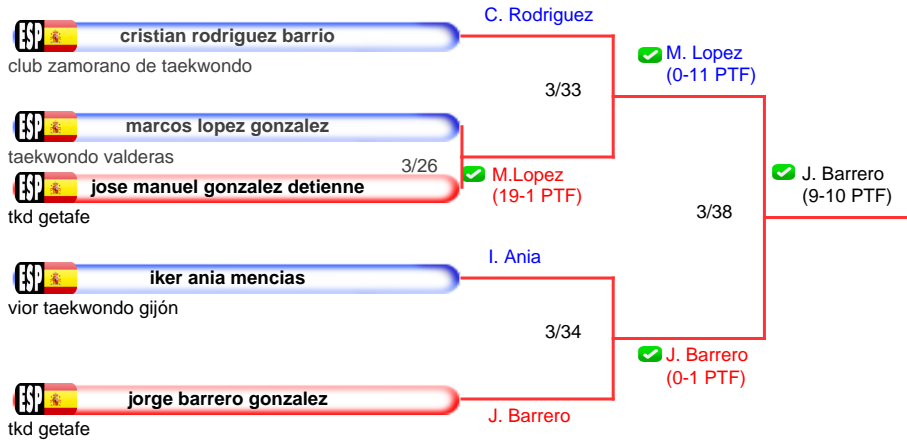 ESP cristian rodriguez barrio
club zamorano de taekwondo
C. Rodriguez
3/33
M. Lopez
(0-11 PTF)
ESP marcos lopez gonzalez
taekwondo valderas
3/26
ESP jose manuel gonzalez detienne
tkd getafe
M.Lopez
(19-1 PTF)
3/38
J. Barrero
(9-10 PTF)
ESP iker ania mencias
vior taekwondo gijón
I. Ania
3/34
J. Barrero
(0-1 PTF)
ESP jorge barrero gonzalez
tkd getafe
J. Barrero